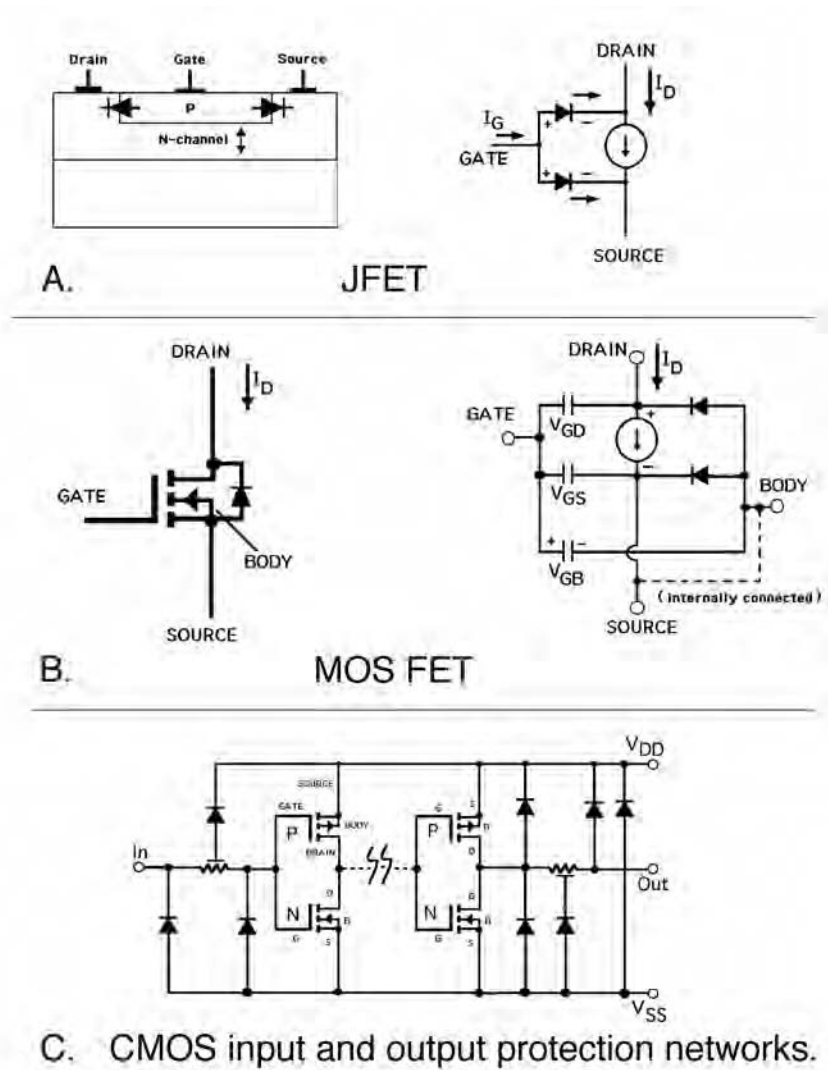 Drain Gate Source
P
N-channel
DRAIN
I_D
I_G
GATE
+ −
+ −
SOURCE
A. JFET
DRAIN
I_D
GATE
BODY
SOURCE
DRAIN
I_D
GATE
V_GD
+
−
V_GS
BODY
+ −
V_GB
(internally connected)
SOURCE
B. MOS FET
V_DD
SOURCE
GATE
P
BODY
DRAIN
G
S
P
B
D
In
Out
D
N
B
G
S
D
N
B
G
S
V_SS
C. CMOS input and output protection networks.